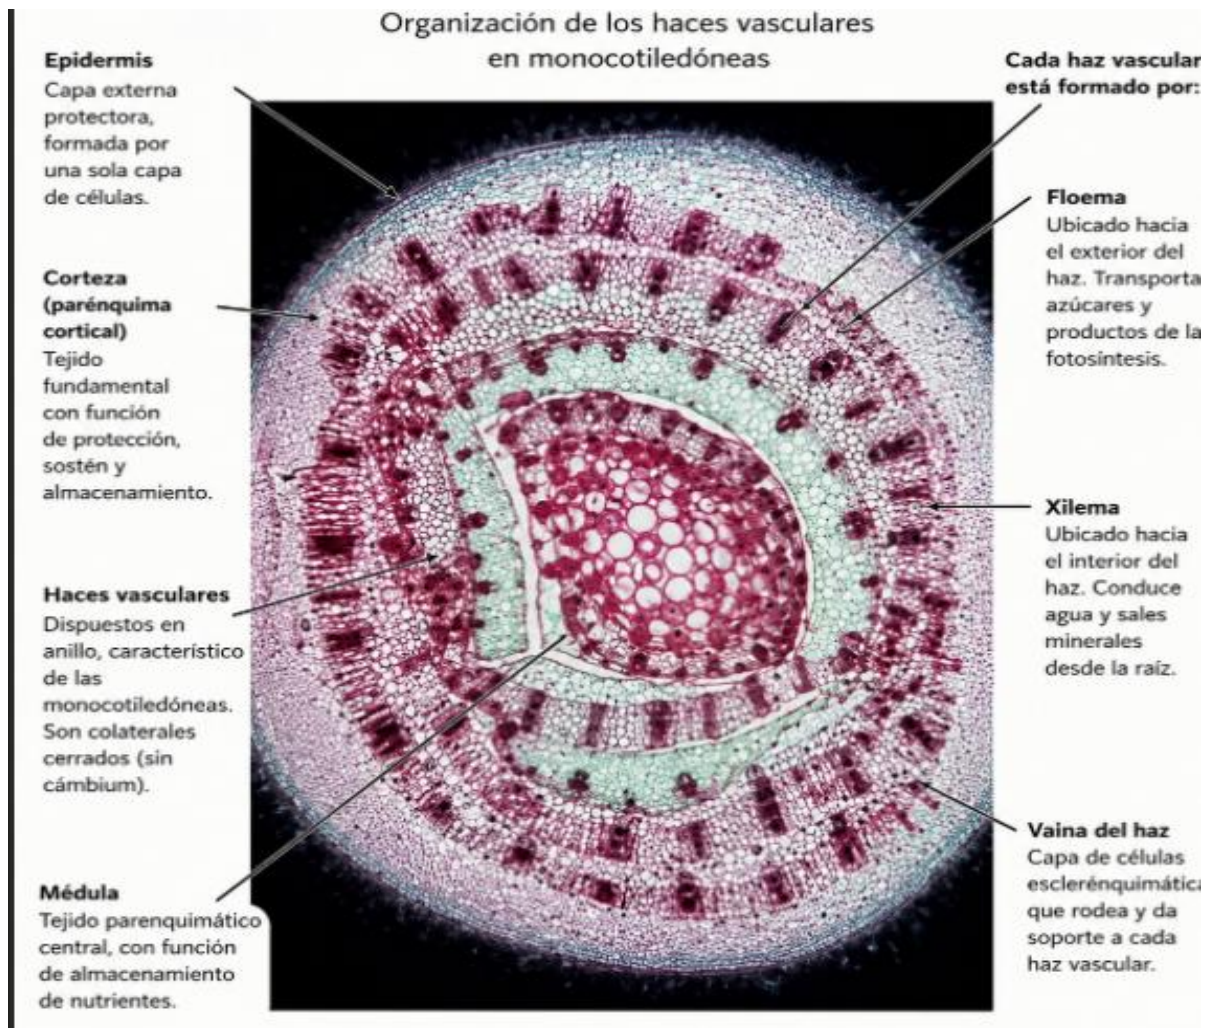 Organización de los haces vasculares
en monocotiledóneas
Epidermis
Capa externa
protectora,
formada por
una sola capa
de células.
Corteza
(parénquima
cortical)
Tejido
fundamental
con función
de protección,
sostén y
almacenamiento.
Haces vasculares
Dispuestos en
anillo, característico
de las
monocotiledóneas.
Son colaterales
cerrados (sin
cámbium).
Médula
Tejido parenquimático
central, con función
de almacenamiento
de nutrientes.
Cada haz vascular
está formado por:
Floema
Ubicado hacia
el exterior del
haz. Transporta
azúcares y
productos de la
fotosíntesis.
Xilema
Ubicado hacia
el interior del
haz. Conduce
agua y sales
minerales
desde la raíz.
Vaina del haz
Capa de células
esclerénquimática
que rodea y da
soporte a cada
haz vascular.